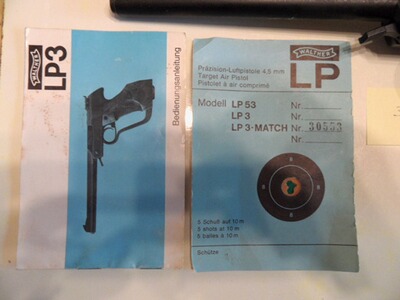 WALTHER
LP3
Bedienungsanleitung
WALTHER
LP
Präzision-Luftpistole 4,5 mm
Target Air Pistol
Pistolet à air comprimé
Modell LP 53 Nr.
LP 3 Nr.
LP 3-MATCH Nr. 30553
Nr.
5 Schuß auf 10 m
5 shots at 10 m
5 balles à 10 m
Schütze